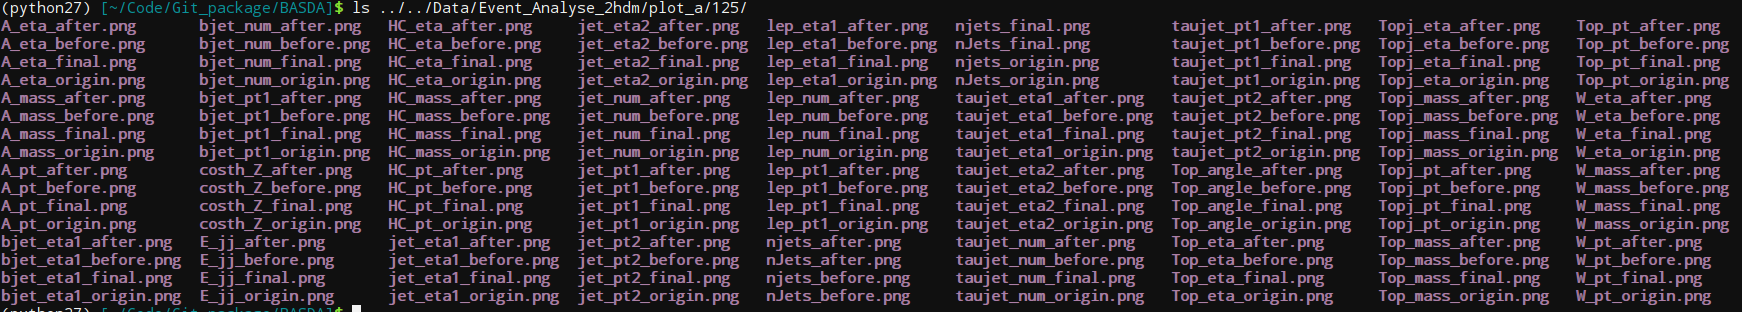 (python27) [~/Code/Git_package/BASDA]$ ls ../../Data/Event_Analyse_2hdm/plot_a/125/
A_eta_after.png bjet_num_after.png HC_eta_after.png jet_eta2_after.png lep_eta1_after.png njets_final.png taujet_pt1_after.png Topj_eta_after.png Top_pt_after.png
A_eta_before.png bjet_num_before.png HC_eta_before.png jet_eta2_before.png lep_eta1_before.png nJets_final.png taujet_pt1_before.png Topj_eta_before.png Top_pt_before.png
A_eta_final.png bjet_num_final.png HC_eta_final.png jet_eta2_final.png lep_eta1_final.png njets_origin.png taujet_pt1_final.png Topj_eta_final.png Top_pt_final.png
A_eta_origin.png bjet_num_origin.png HC_eta_origin.png jet_eta2_origin.png lep_eta1_origin.png nJets_origin.png taujet_pt1_origin.png Topj_eta_origin.png Top_pt_origin.png
A_mass_after.png bjet_pt1_after.png HC_mass_after.png jet_num_after.png lep_num_after.png taujet_eta1_after.png taujet_pt2_after.png Topj_mass_after.png W_eta_after.png
A_mass_before.png bjet_pt1_before.png HC_mass_before.png jet_num_before.png lep_num_before.png taujet_eta1_before.png taujet_pt2_before.png Topj_mass_before.png W_eta_before.png
A_mass_final.png bjet_pt1_final.png HC_mass_final.png jet_num_final.png lep_num_final.png taujet_eta1_final.png taujet_pt2_final.png Topj_mass_final.png W_eta_final.png
A_mass_origin.png bjet_pt1_origin.png HC_mass_origin.png jet_num_origin.png lep_num_origin.png taujet_eta1_origin.png taujet_pt2_origin.png Topj_mass_origin.png W_eta_origin.png
A_pt_after.png costh_Z_after.png HC_pt_after.png jet_pt1_after.png lep_pt1_after.png taujet_eta2_after.png Top_angle_after.png Topj_pt_after.png W_mass_after.png
A_pt_before.png costh_Z_before.png HC_pt_before.png jet_pt1_before.png lep_pt1_before.png taujet_eta2_before.png Top_angle_before.png Topj_pt_before.png W_mass_before.png
A_pt_final.png costh_Z_final.png HC_pt_final.png jet_pt1_final.png lep_pt1_final.png taujet_eta2_final.png Top_angle_final.png Topj_pt_final.png W_mass_final.png
A_pt_origin.png costh_Z_origin.png HC_pt_origin.png jet_pt1_origin.png lep_pt1_origin.png taujet_eta2_origin.png Top_angle_origin.png Topj_pt_origin.png W_mass_origin.png
bjet_eta1_after.png E_jj_after.png jet_eta1_after.png jet_pt2_after.png njets_after.png taujet_num_after.png Top_eta_after.png Top_mass_after.png W_pt_after.png
bjet_eta1_before.png E_jj_before.png jet_eta1_before.png jet_pt2_before.png nJets_after.png taujet_num_before.png Top_eta_before.png Top_mass_before.png W_pt_before.png
bjet_eta1_final.png E_jj_final.png jet_eta1_final.png jet_pt2_final.png njets_before.png taujet_num_final.png Top_eta_final.png Top_mass_final.png W_pt_final.png
bjet_eta1_origin.png E_jj_origin.png jet_eta1_origin.png jet_pt2_origin.png nJets_before.png taujet_num_origin.png Top_eta_origin.png Top_mass_origin.png W_pt_origin.png
(python27) [~/Code/Git_package/BASDA]$